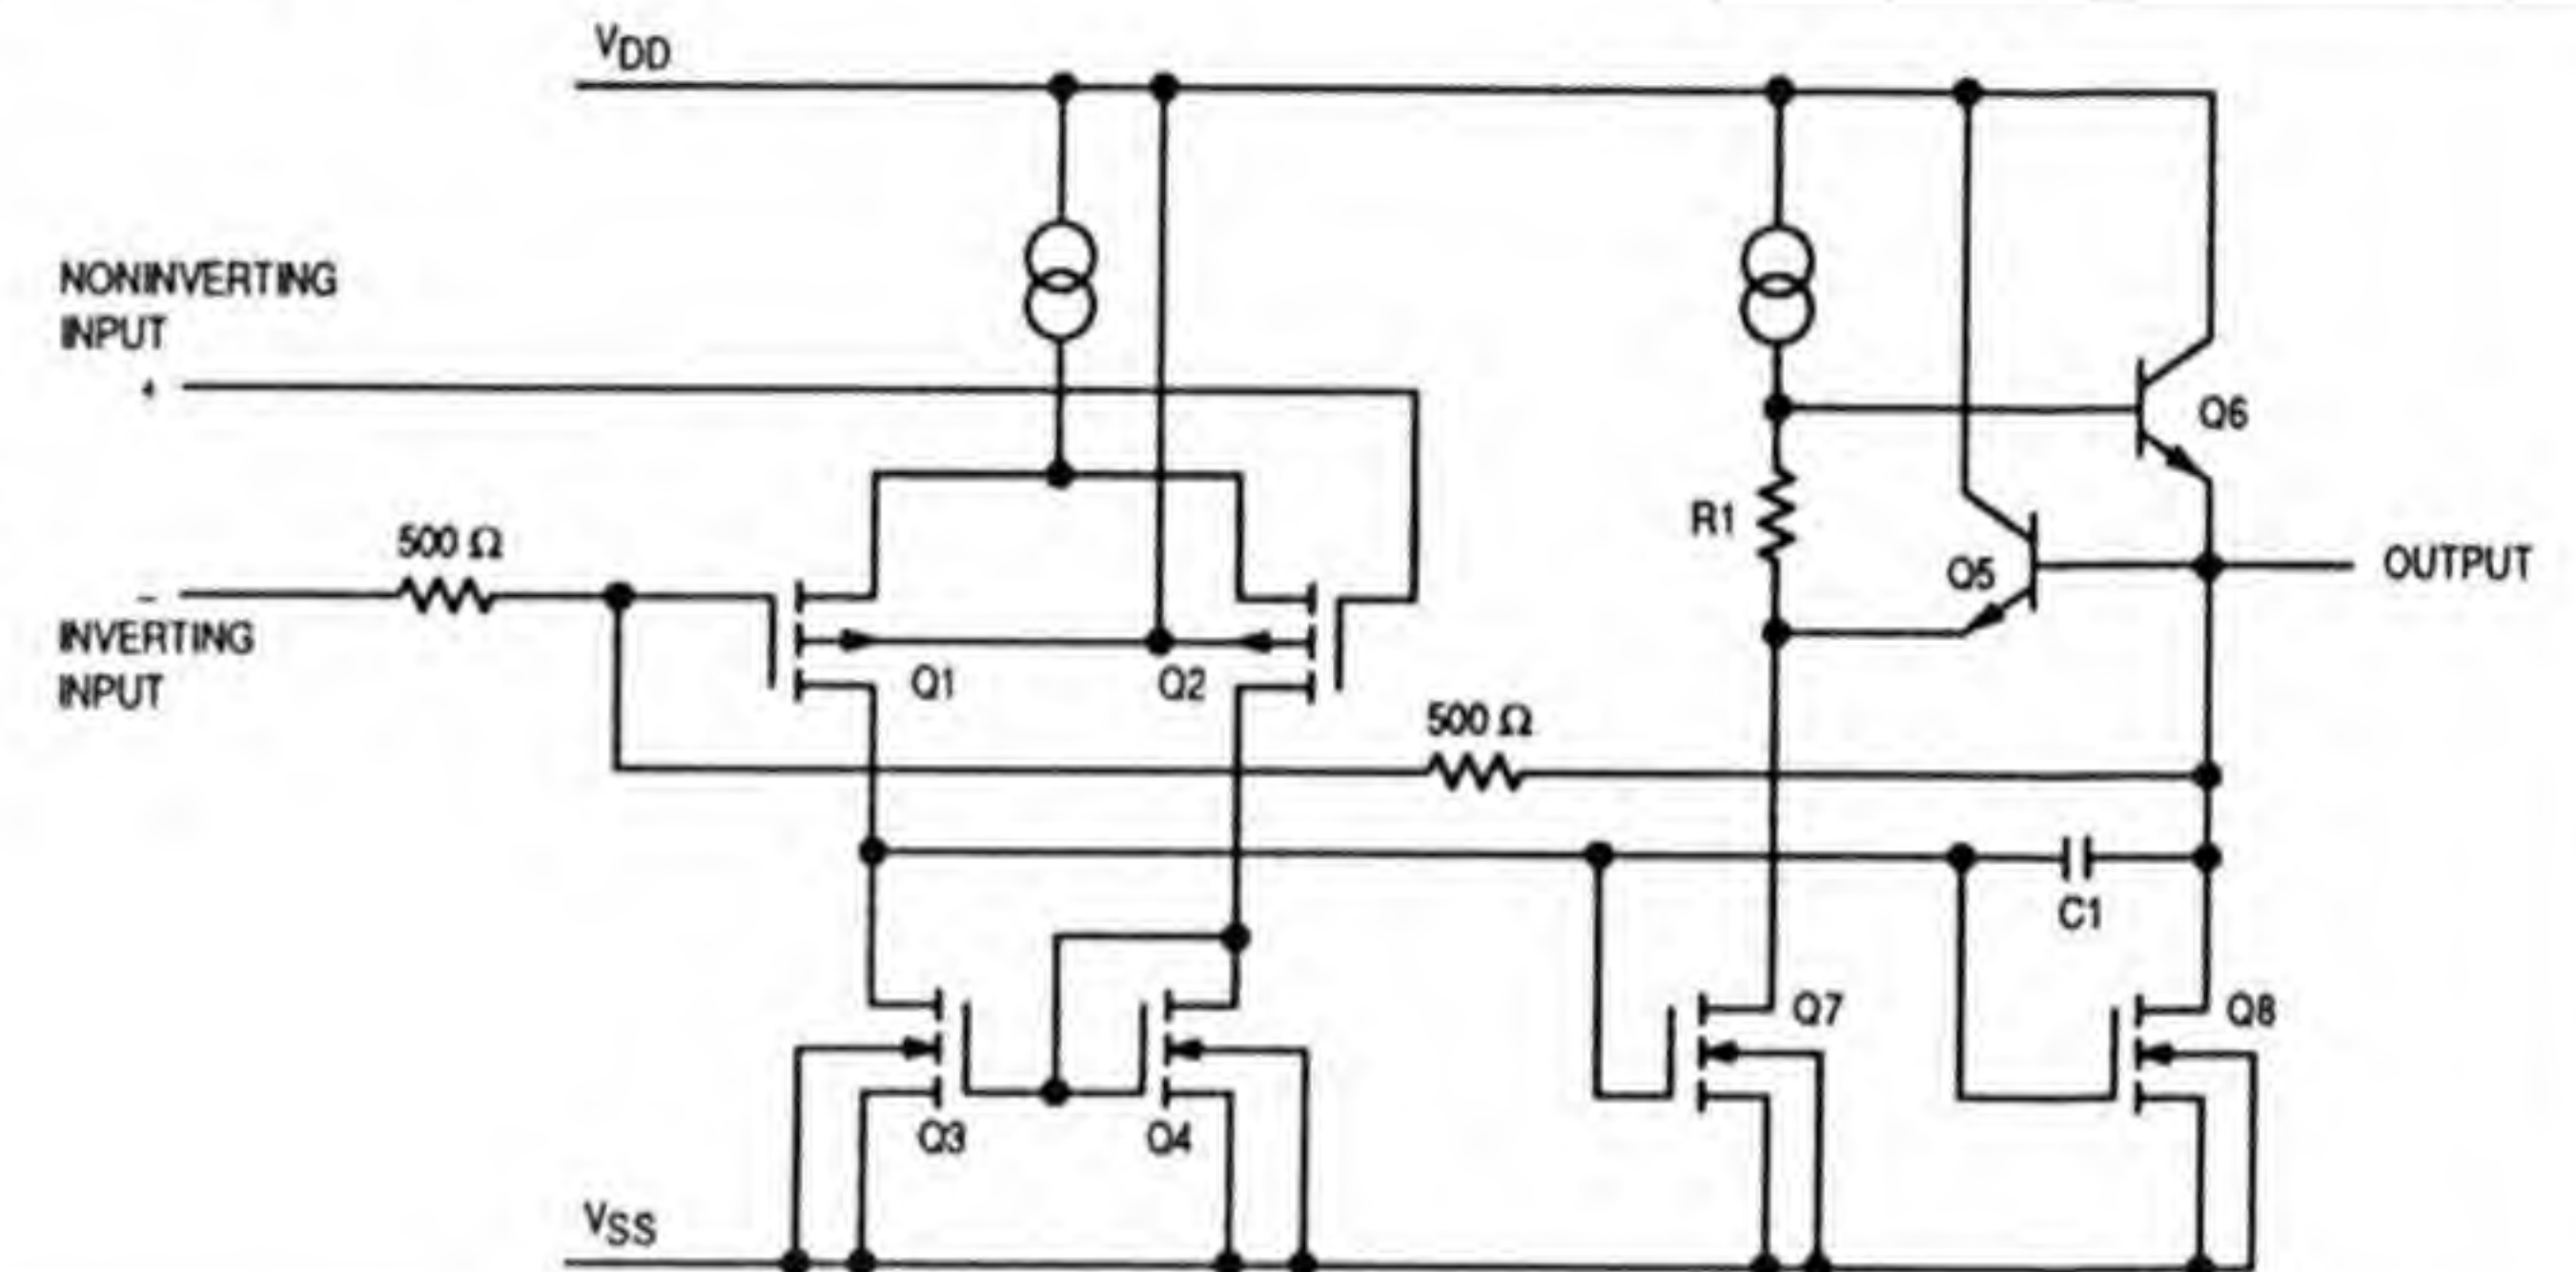 VDD
NONINVERTING
INPUT
+
500 Ω
−
INVERTING
INPUT
Q1
Q2
R1
Q6
Q5
OUTPUT
500 Ω
C1
Q7
Q8
Q3
Q4
VSS